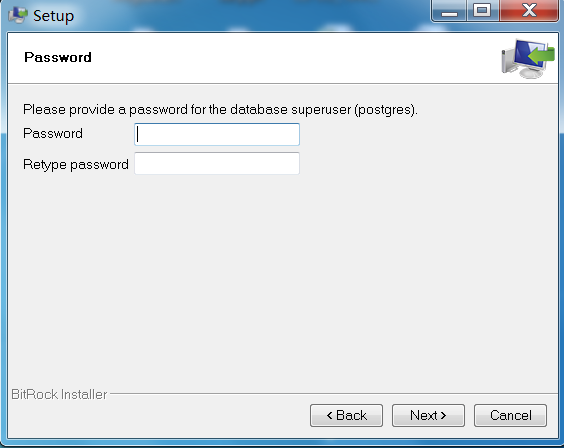 Setup
Password
Please provide a password for the database superuser (postgres).
Password
Retype password
BitRock Installer
< Back
Next >
Cancel